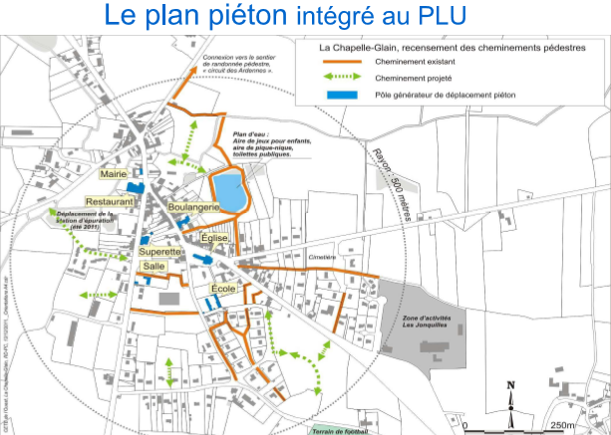 Le plan piéton intégré au PLU
La Chapelle-Glain, recensement des cheminements pédestres
Cheminement existant
Cheminement projeté
Pôle générateur de déplacement piéton
Connexion vers le sentier
de randonnée pédestre,
« circuit des Ardennes ».
Plan d'eau :
Aire de jeux pour enfants,
aire de pique-nique,
toilettes publiques.
Rayon : 500 mètres
Mairie
Restaurant
Boulangerie
Déplacement de la
station d'épuration
(été 2011)
Église
Superette
Cimetière
Salle
École
Zone d'activités
Les Jonquilles
N
0 250m
Terrain de football